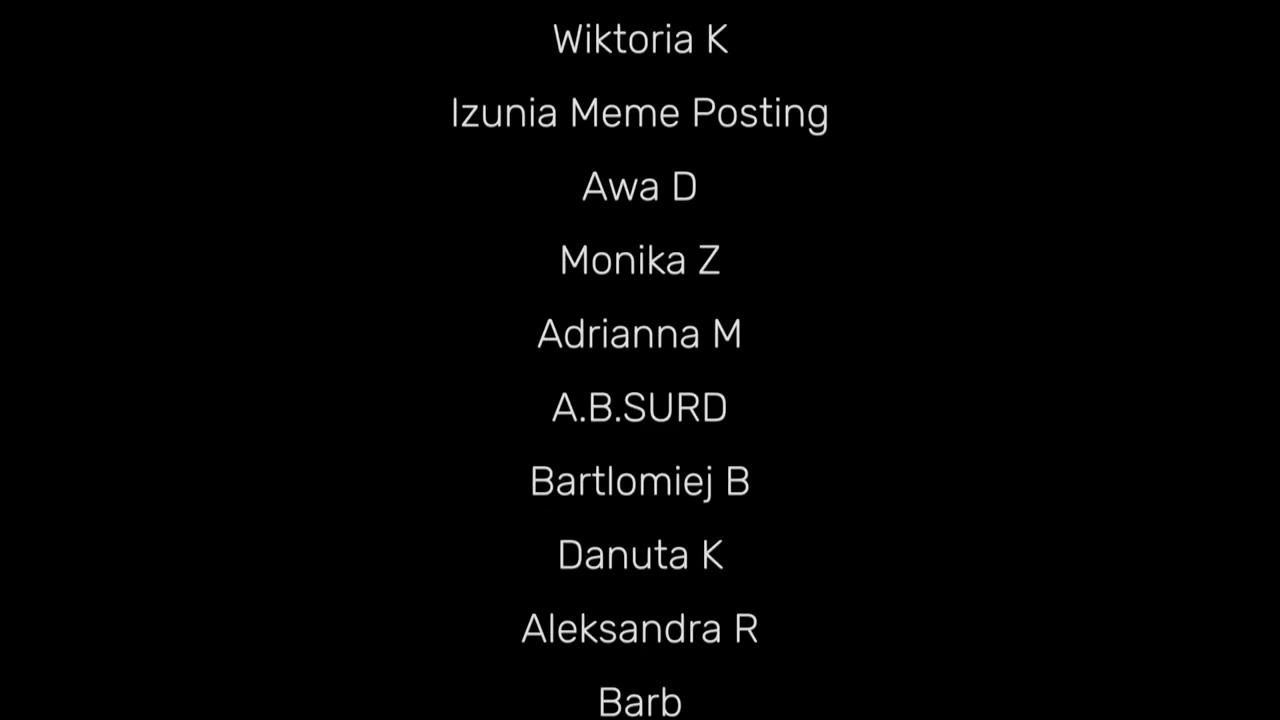 Wiktoria K
Izunia Meme Posting
Awa D
Monika Z
Adrianna M
A.B.SURD
Bartlomiej B
Danuta K
Aleksandra R
Barb